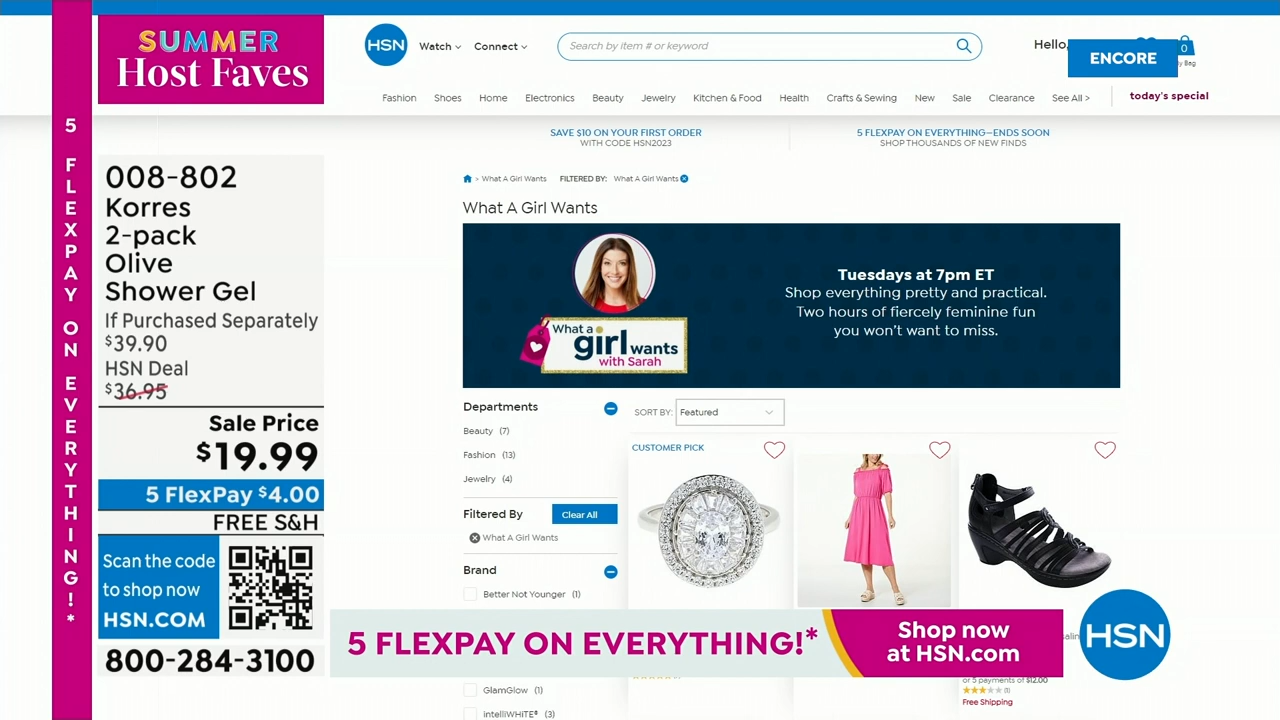 5 FLEXPAY ON EVERYTHING!*
SUMMER
Host Faves
008-802
Korres
2-pack
Olive
Shower Gel
If Purchased Separately
$39.90
HSN Deal
$36.95
Sale Price
$19.99
5 FlexPay $4.00
FREE S&H
Scan the code
to shop now
HSN.COM
800-284-3100
HSN
Watch
Connect
Search by item # or keyword
Hello,
ENCORE
0
Bag
Fashion Shoes Home Electronics Beauty Jewelry Kitchen & Food Health Crafts & Sewing New Sale Clearance See All > today's special
SAVE $10 ON YOUR FIRST ORDER
WITH CODE HSN2023
5 FLEXPAY ON EVERYTHING—ENDS SOON
SHOP THOUSANDS OF NEW FINDS
> What A Girl Wants FILTERED BY: What A Girl Wants
What A Girl Wants
What a
girl wants
with Sarah
Tuesdays at 7pm ET
Shop everything pretty and practical.
Two hours of fiercely feminine fun
you won't want to miss.
Departments
Beauty (7)
Fashion (13)
Jewelry (4)
Filtered By
Clear All
What A Girl Wants
Brand
Better Not Younger (1)
GlamGlow (1)
intelliWHiTE® (3)
SORT BY: Featured
CUSTOMER PICK
or 5 payments of $12.00
(1)
Free Shipping
5 FLEXPAY ON EVERYTHING!*
Shop now
at HSN.com
HSN